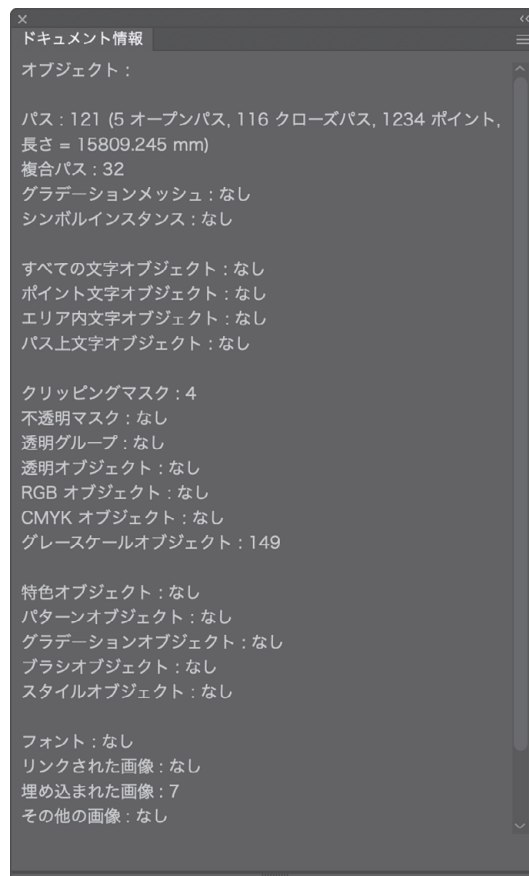 ドキュメント情報
オブジェクト :
パス : 121 (5 オープンパス, 116 クローズパス, 1234 ポイント,
長さ = 15809.245 mm)
複合パス : 32
グラデーションメッシュ : なし
シンボルインスタンス : なし
すべての文字オブジェクト : なし
ポイント文字オブジェクト : なし
エリア内文字オブジェクト : なし
パス上文字オブジェクト : なし
クリッピングマスク : 4
不透明マスク : なし
透明グループ : なし
透明オブジェクト : なし
RGB オブジェクト : なし
CMYK オブジェクト : なし
グレースケールオブジェクト : 149
特色オブジェクト : なし
パターンオブジェクト : なし
グラデーションオブジェクト : なし
ブラシオブジェクト : なし
スタイルオブジェクト : なし
フォント : なし
リンクされた画像 : なし
埋め込まれた画像 : 7
その他の画像 : なし